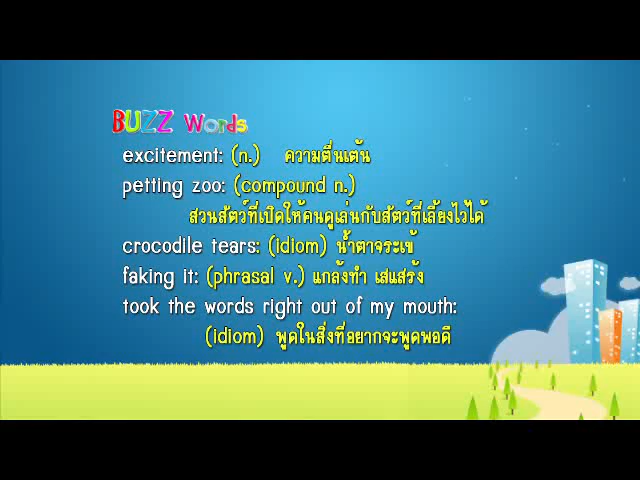 BUZZ Words
excitement: (n.) ความตื่นเต้น
petting zoo: (compound n.)
สวนสัตว์ที่เปิดให้คนดูเล่นกับสัตว์ที่เลี้ยงไว้ได้
crocodile tears: (idiom) น้ำตาจระเข้
faking it: (phrasal v.) แกล้งทำ เสแสร้ง
took the words right out of my mouth:
(idiom) พูดในสิ่งที่อยากจะพูดพอดี